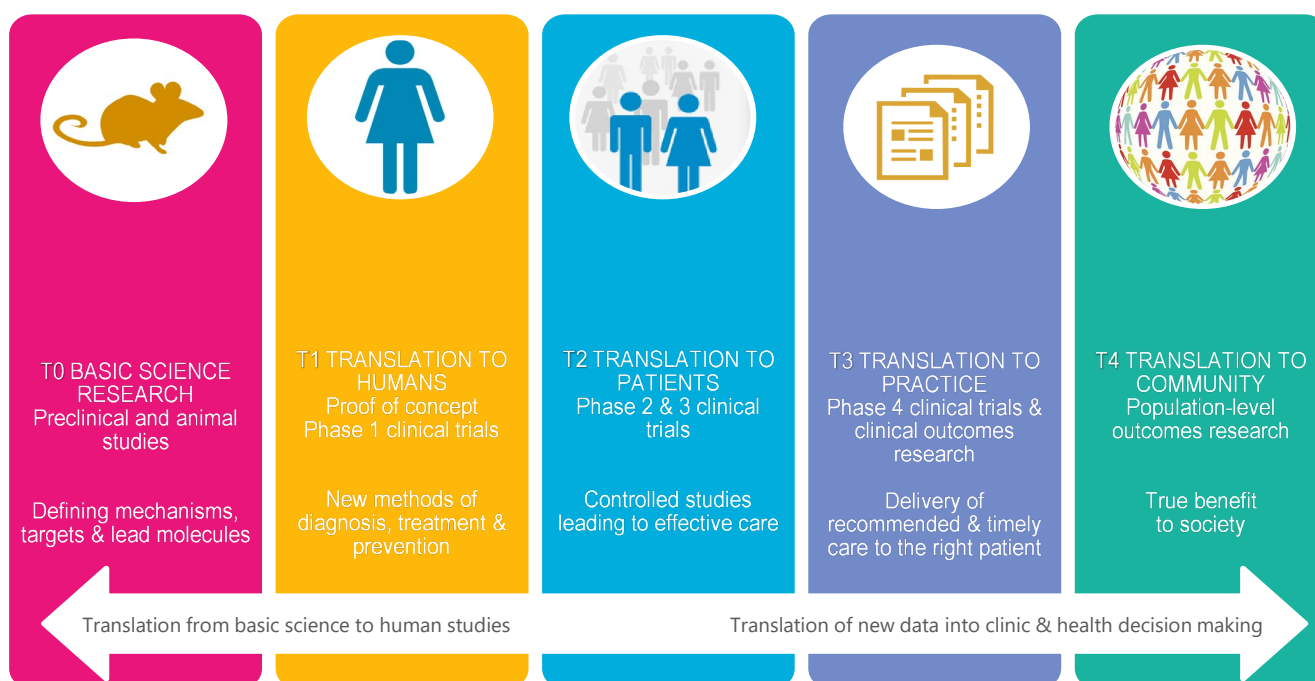 T0 BASIC SCIENCE
RESEARCH
Preclinical and animal
studies
Defining mechanisms,
targets & lead molecules
T1 TRANSLATION TO
HUMANS
Proof of concept
Phase 1 clinical trials
New methods of
diagnosis, treatment &
prevention
T2 TRANSLATION TO
PATIENTS
Phase 2 & 3 clinical
trials
Controlled studies
leading to effective care
T3 TRANSLATION TO
PRACTICE
Phase 4 clinical trials &
clinical outcomes
research
Delivery of
recommended & timely
care to the right patient
T4 TRANSLATION TO
COMMUNITY
Population-level
outcomes research
True benefit
to society
Translation from basic science to human studies
Translation of new data into clinic & health decision making